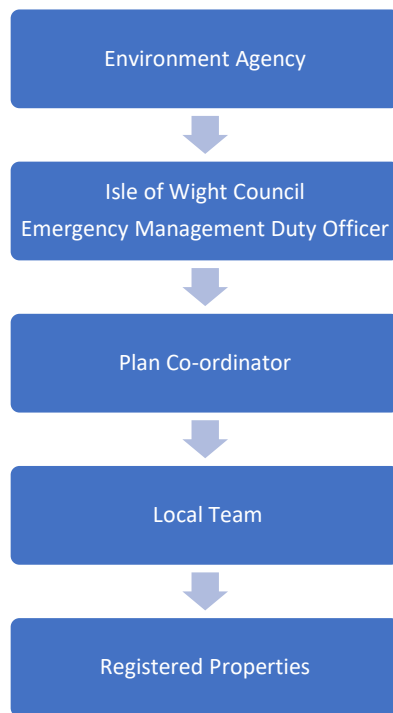 Environment Agency
Isle of Wight Council
Emergency Management Duty Officer
Plan Co-ordinator
Local Team
Registered Properties